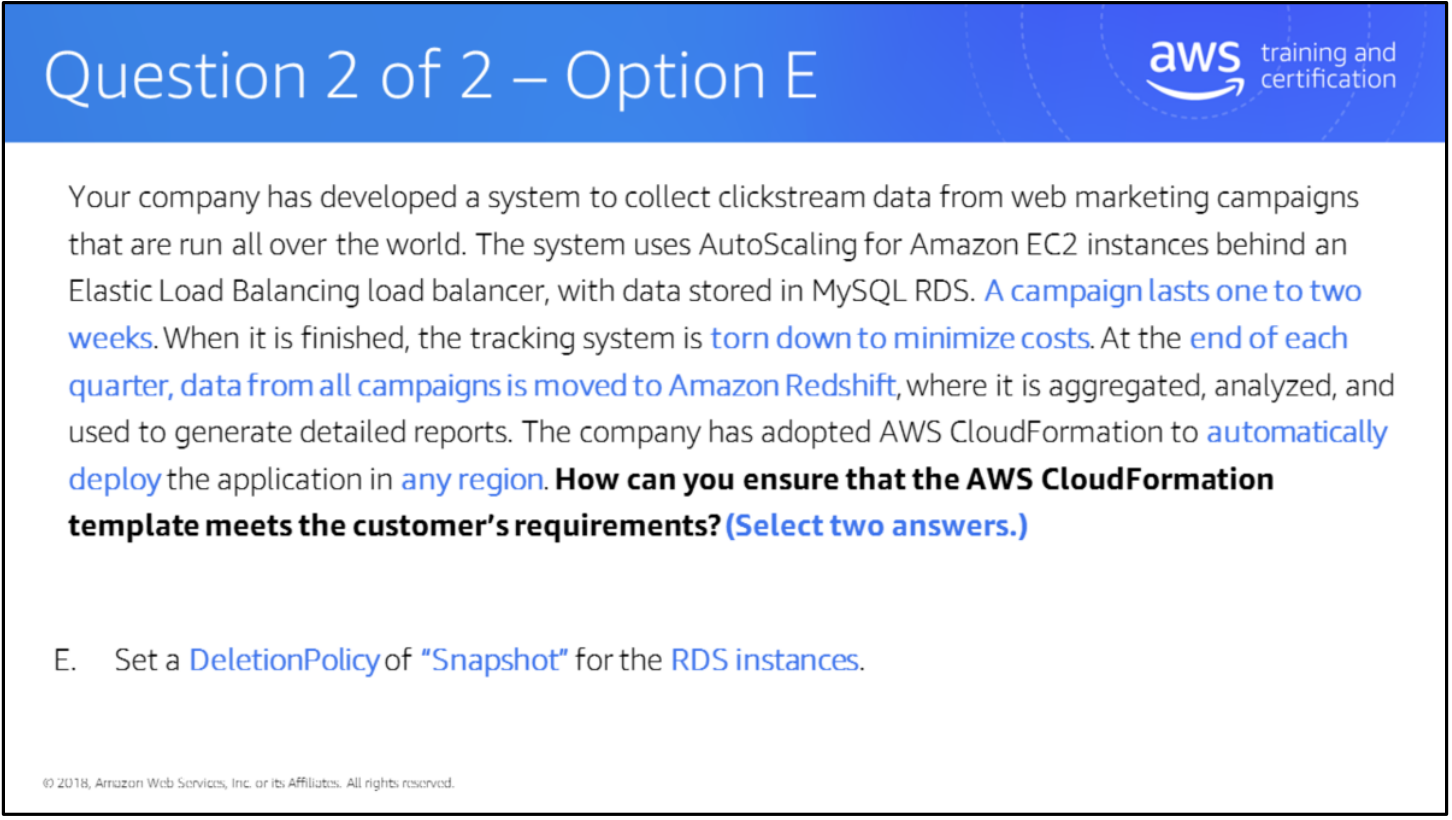 Question 2 of 2 – Option E
aws training and
certification
Your company has developed a system to collect clickstream data from web marketing campaigns
that are run all over the world. The system uses AutoScaling for Amazon EC2 instances behind an
Elastic Load Balancing load balancer, with data stored in MySQL RDS. A campaign lasts one to two
weeks. When it is finished, the tracking system is torn down to minimize costs. At the end of each
quarter, data from all campaigns is moved to Amazon Redshift, where it is aggregated, analyzed, and
used to generate detailed reports. The company has adopted AWS CloudFormation to automatically
deploy the application in any region. How can you ensure that the AWS CloudFormation
template meets the customer's requirements? (Select two answers.)
E. Set a DeletionPolicy of "Snapshot" for the RDS instances.
© 2018, Amazon Web Services, Inc. or its Affiliates. All rights reserved.